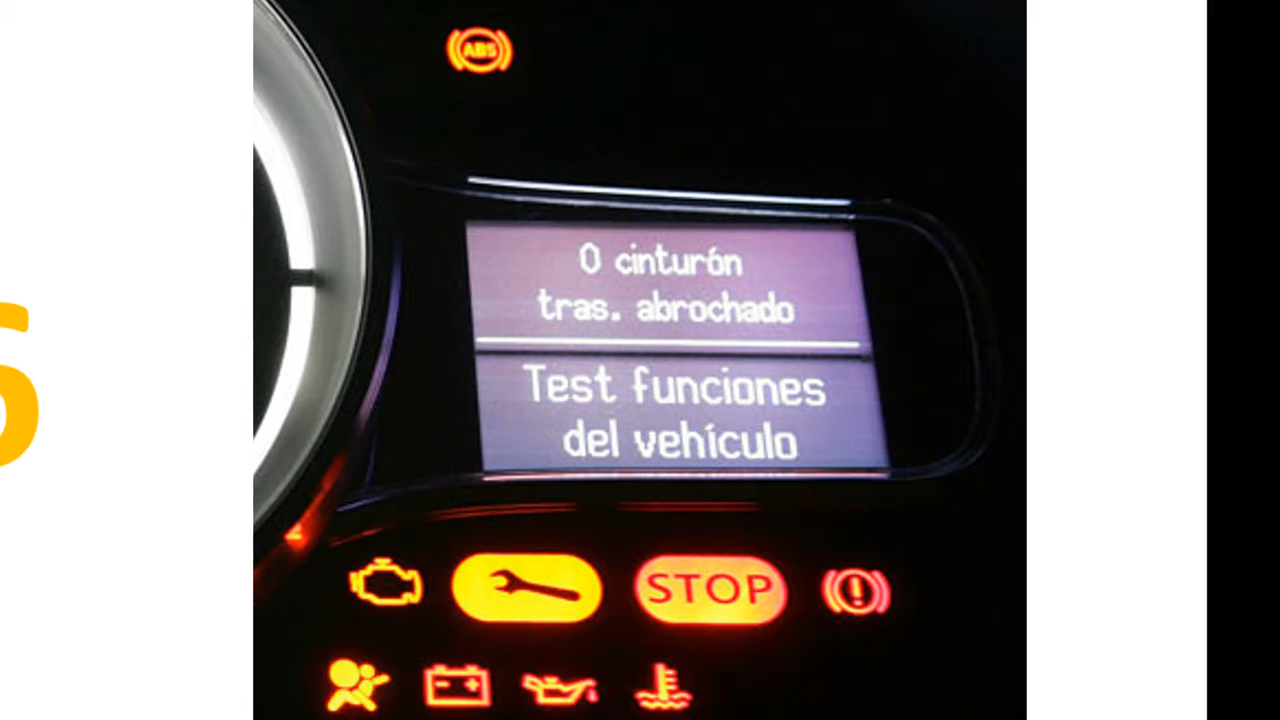 ABS
0 cinturón
tras. abrochado
Test funciones
del vehículo
STOP